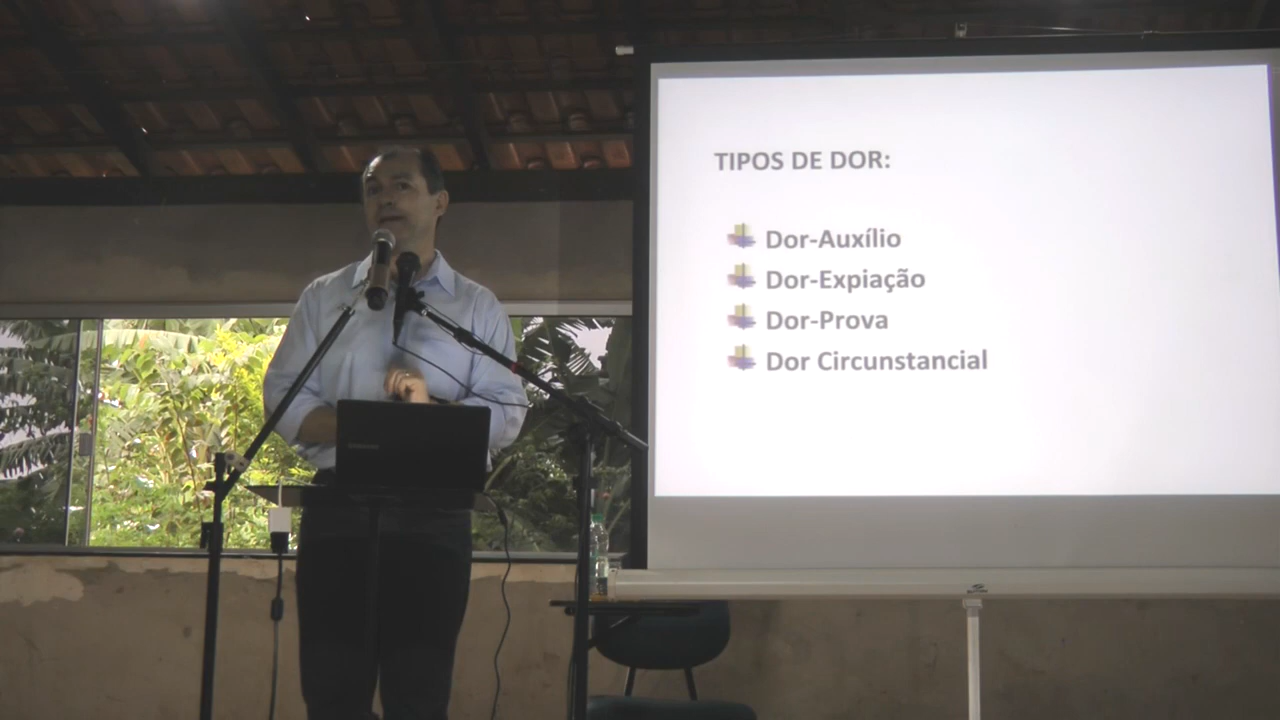 TIPOS DE DOR:
Dor-Auxílio
Dor-Expiação
Dor-Prova
Dor Circunstancial